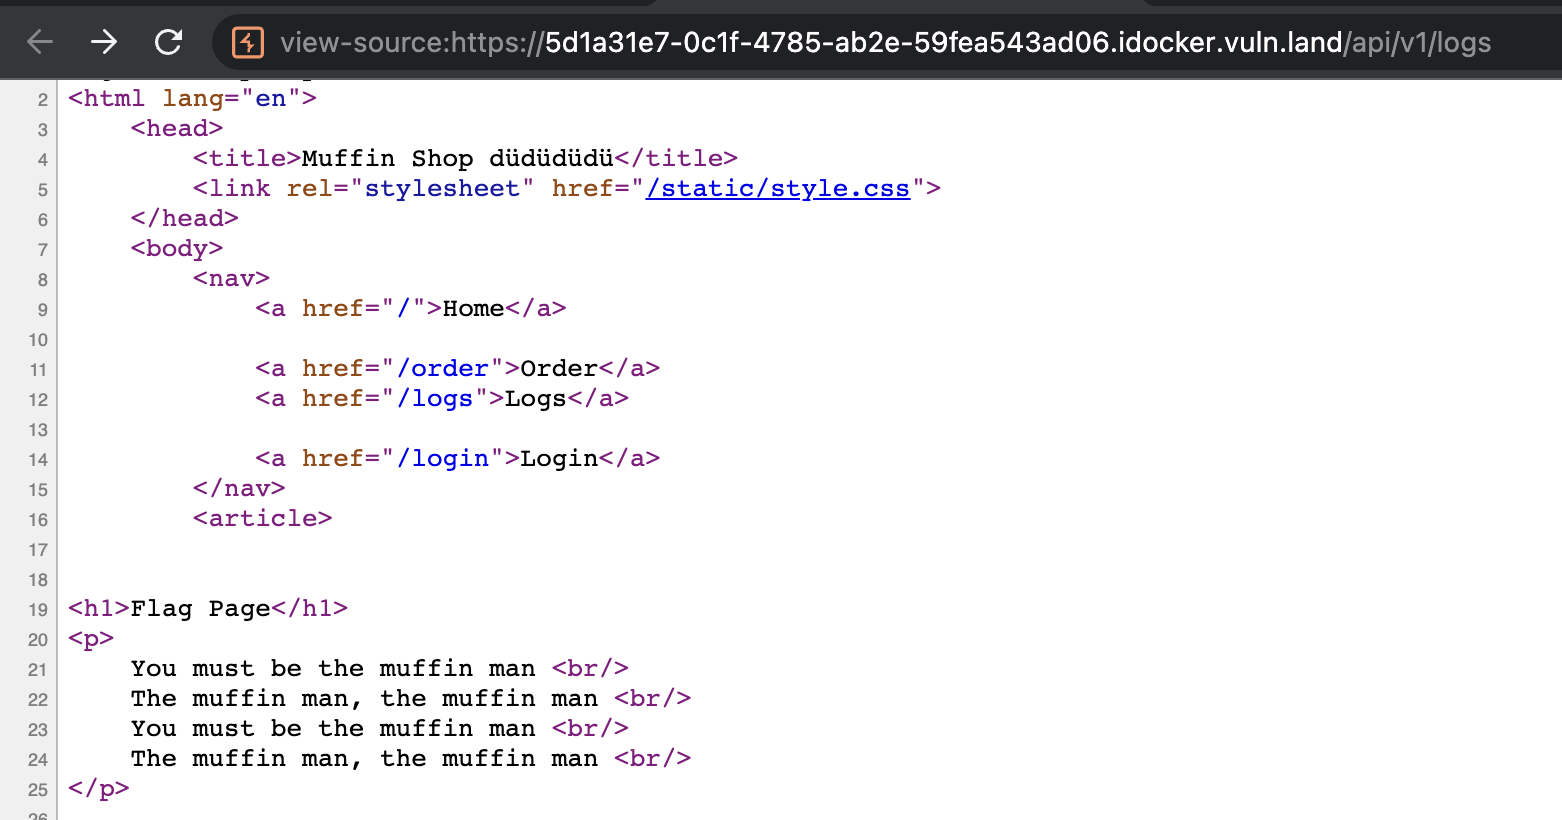 view-source:https://5d1a31e7-0c1f-4785-ab2e-59fea543ad06.idocker.vuln.land/api/v1/logs
2 <html lang="en">
3 <head>
4 <title>Muffin Shop düdüdüdü</title>
5 <link rel="stylesheet" href="/static/style.css">
6 </head>
7 <body>
8 <nav>
9 <a href="/">Home</a>
10
11 <a href="/order">Order</a>
12 <a href="/logs">Logs</a>
13
14 <a href="/login">Login</a>
15 </nav>
16 <article>
17
18
19 <h1>Flag Page</h1>
20 <p>
21 You must be the muffin man <br/>
22 The muffin man, the muffin man <br/>
23 You must be the muffin man <br/>
24 The muffin man, the muffin man <br/>
25 </p>
26